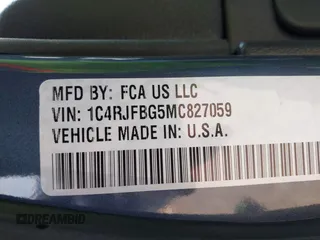 MFD BY: FCA US LLC
VIN: 1C4RJFBG5MC827059
VEHICLE MADE IN: U.S.A.
DREAMBID